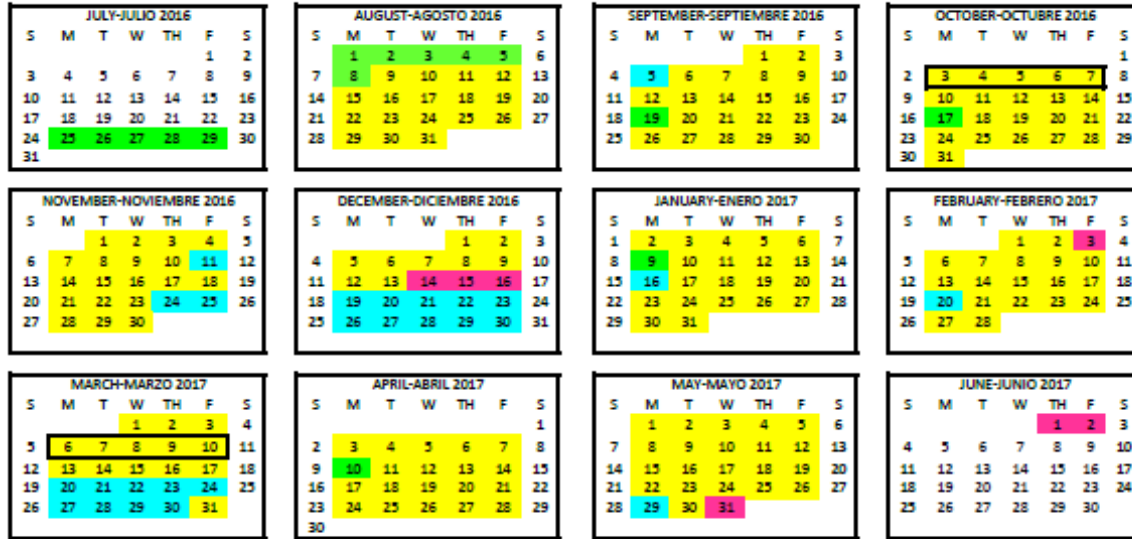 JULY-JULIO 2016
S M T W TH F S
1 2
3 4 5 6 7 8 9
10 11 12 13 14 15 16
17 18 19 20 21 22 23
24 25 26 27 28 29 30
31
AUGUST-AGOSTO 2016
S M T W TH F S
1 2 3 4 5 6
7 8 9 10 11 12 13
14 15 16 17 18 19 20
21 22 23 24 25 26 27
28 29 30 31
SEPTEMBER-SEPTIEMBRE 2016
S M T W TH F S
1 2 3
4 5 6 7 8 9 10
11 12 13 14 15 16 17
18 19 20 21 22 23 24
25 26 27 28 29 30
OCTOBER-OCTUBRE 2016
S M T W TH F S
1
2 3 4 5 6 7 8
9 10 11 12 13 14 15
16 17 18 19 20 21 22
23 24 25 26 27 28 29
30 31
NOVEMBER-NOVIEMBRE 2016
S M T W TH F S
1 2 3 4 5
6 7 8 9 10 11 12
13 14 15 16 17 18 19
20 21 22 23 24 25 26
27 28 29 30
DECEMBER-DICIEMBRE 2016
S M T W TH F S
1 2 3
4 5 6 7 8 9 10
11 12 13 14 15 16 17
18 19 20 21 22 23 24
25 26 27 28 29 30 31
JANUARY-ENERO 2017
S M T W TH F S
1 2 3 4 5 6 7
8 9 10 11 12 13 14
15 16 17 18 19 20 21
22 23 24 25 26 27 28
29 30 31
FEBRUARY-FEBRERO 2017
S M T W TH F S
1 2 3 4
5 6 7 8 9 10 11
12 13 14 15 16 17 18
19 20 21 22 23 24 25
26 27 28
MARCH-MARZO 2017
S M T W TH F S
1 2 3 4
5 6 7 8 9 10 11
12 13 14 15 16 17 18
19 20 21 22 23 24 25
26 27 28 29 30 31
APRIL-ABRIL 2017
S M T W TH F S
1
2 3 4 5 6 7 8
9 10 11 12 13 14 15
16 17 18 19 20 21 22
23 24 25 26 27 28 29
30
MAY-MAYO 2017
S M T W TH F S
1 2 3 4 5 6
7 8 9 10 11 12 13
14 15 16 17 18 19 20
21 22 23 24 25 26 27
28 29 30 31
JUNE-JUNIO 2017
S M T W TH F S
1 2 3
4 5 6 7 8 9 10
11 12 13 14 15 16 17
18 19 20 21 22 23 24
25 26 27 28 29 30